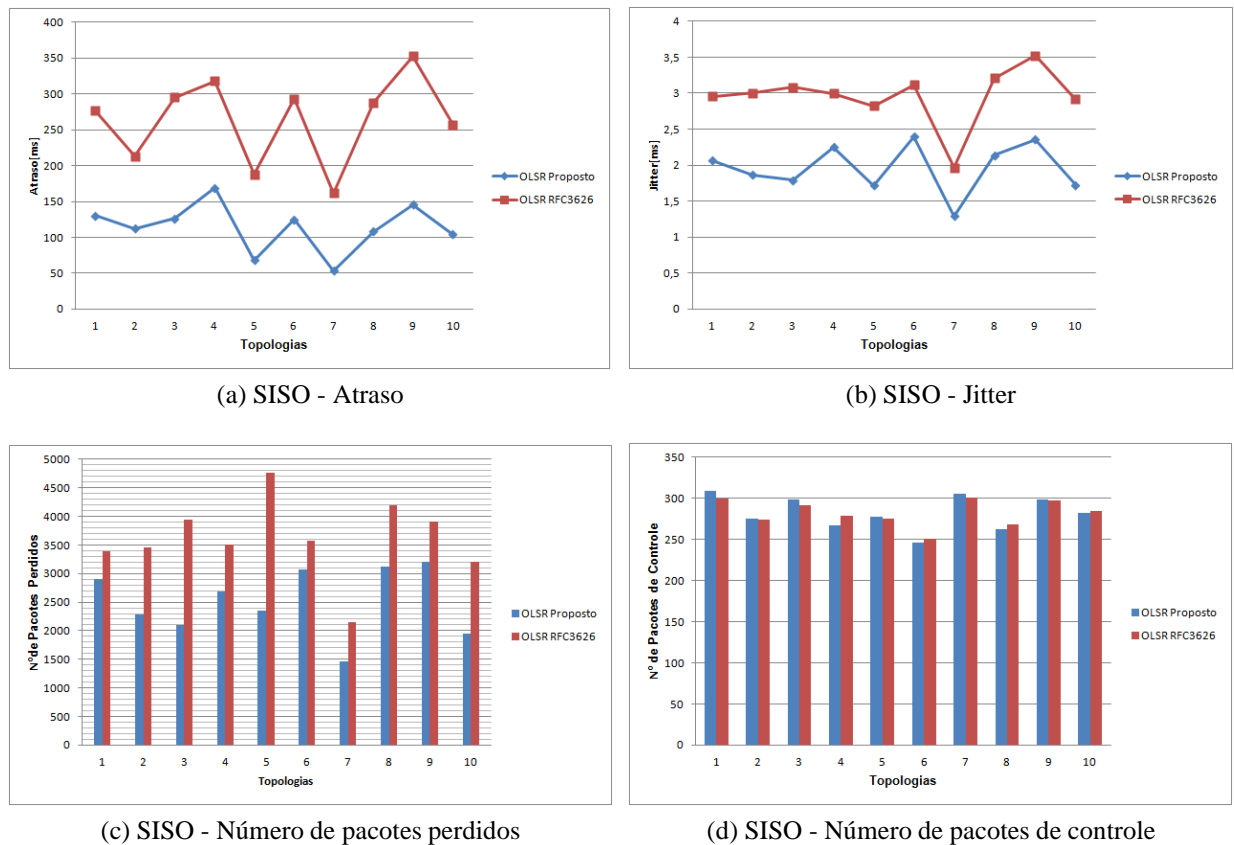 400
350
300
250
200
150
100
50
0
Atraso[ms]
1 2 3 4 5 6 7 8 9 10
Topologias
OLSR Proposto
OLSR RFC3626
(a) SISO - Atraso
4
3,5
3
2,5
2
1,5
1
0,5
0
Jitter[ms]
1 2 3 4 5 6 7 8 9 10
Topologias
OLSR Proposto
OLSR RFC3626
(b) SISO - Jitter
5000
4500
4000
3500
3000
2500
2000
1500
1000
500
0
Nº de Pacotes Perdidos
1 2 3 4 5 6 7 8 9 10
Topologias
OLSR Proposto
OLSR RFC3626
(c) SISO - Número de pacotes perdidos
350
300
250
200
150
100
50
0
Nº de Pacotes de Controle
1 2 3 4 5 6 7 8 9 10
Topologias
OLSR Proposto
OLSR RFC3626
(d) SISO - Número de pacotes de controle